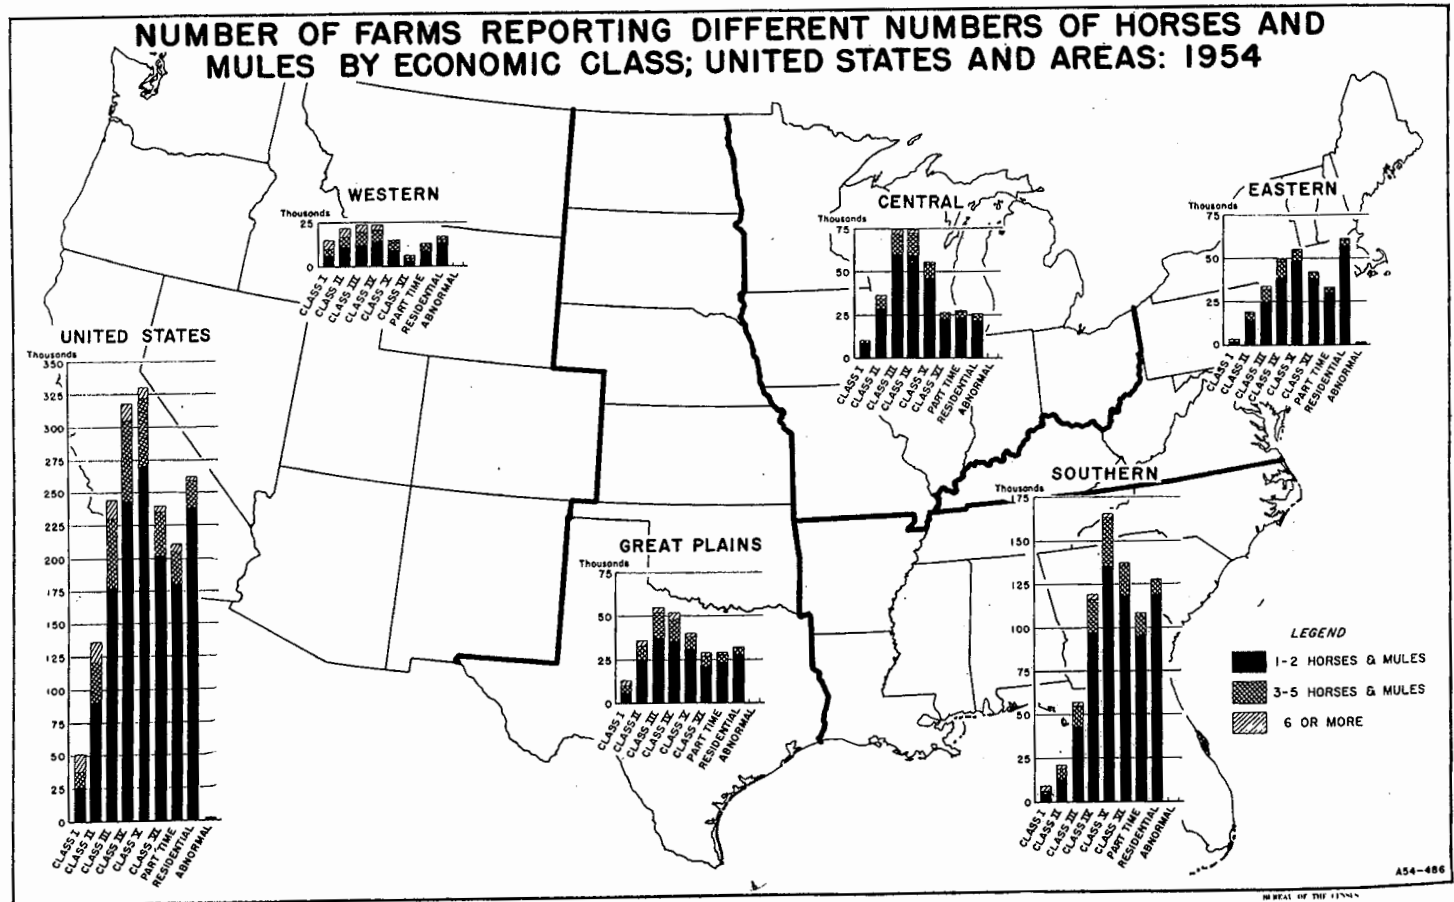 NUMBER OF FARMS REPORTING DIFFERENT NUMBERS OF HORSES AND
MULES BY ECONOMIC CLASS; UNITED STATES AND AREAS: 1954
WESTERN
Thousands
25
0
CLASS I
CLASS II
CLASS III
CLASS IV
CLASS V
CLASS VI
PART TIME
RESIDENTIAL
ABNORMAL
CENTRAL
Thousands
75
50
25
0
CLASS I
CLASS II
CLASS III
CLASS IV
CLASS V
CLASS VI
PART TIME
RESIDENTIAL
ABNORMAL
EASTERN
Thousands
75
50
25
0
CLASS I
CLASS II
CLASS III
CLASS IV
CLASS V
CLASS VI
PART TIME
RESIDENTIAL
ABNORMAL
UNITED STATES
Thousands
350
325
300
275
250
225
200
175
150
125
100
75
50
25
0
CLASS I
CLASS II
CLASS III
CLASS IV
CLASS V
CLASS VI
PART TIME
RESIDENTIAL
ABNORMAL
GREAT PLAINS
Thousands
75
50
25
0
CLASS I
CLASS II
CLASS III
CLASS IV
CLASS V
CLASS VI
PART TIME
RESIDENTIAL
ABNORMAL
SOUTHERN
Thousands
175
150
125
100
75
50
25
0
CLASS I
CLASS II
CLASS III
CLASS IV
CLASS V
CLASS VI
PART TIME
RESIDENTIAL
ABNORMAL
LEGEND
1-2 HORSES & MULES
3-5 HORSES & MULES
6 OR MORE
A54-486
BUREAU OF THE CENSUS